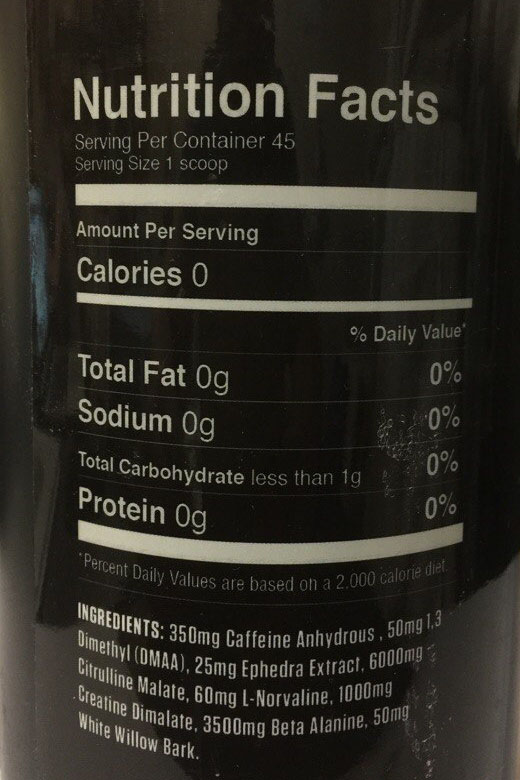 Nutrition Facts
Serving Per Container 45
Serving Size 1 scoop
Amount Per Serving
Calories 0
% Daily Value*
Total Fat 0g 0%
Sodium 0g 0%
Total Carbohydrate less than 1g 0%
Protein 0g 0%
*Percent Daily Values are based on a 2.000 calorie diet.
INGREDIENTS: 350mg Caffeine Anhydrous , 50mg 1,3
Dimethyl (DMAA), 25mg Ephedra Extract, 6000mg
Citrulline Malate, 60mg L-Norvaline, 1000mg
Creatine Dimalate, 3500mg Beta Alanine, 50mg
White Willow Bark.